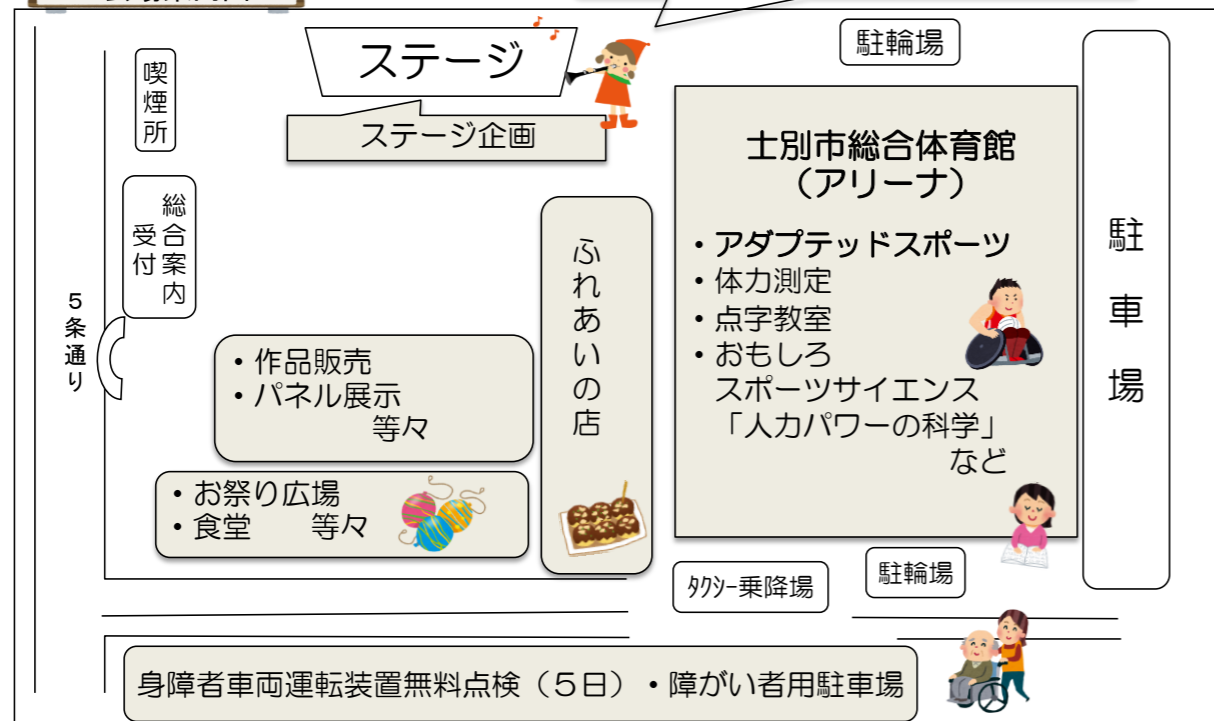 ステージ
ステージ企画
駐輪場
喫煙所
総合案内
受付
5条通り
士別市総合体育館
（アリーナ）
・アダプテッドスポーツ
・体力測定
・点字教室
・おもしろ
スポーツサイエンス
「人力パワーの科学」
など
駐車場
ふれあいの店
・作品販売
・パネル展示
等々
・お祭り広場
・食堂　等々
ﾀｸｼｰ乗降場
駐輪場
身障者車両運転装置無料点検（５日）・障がい者用駐車場